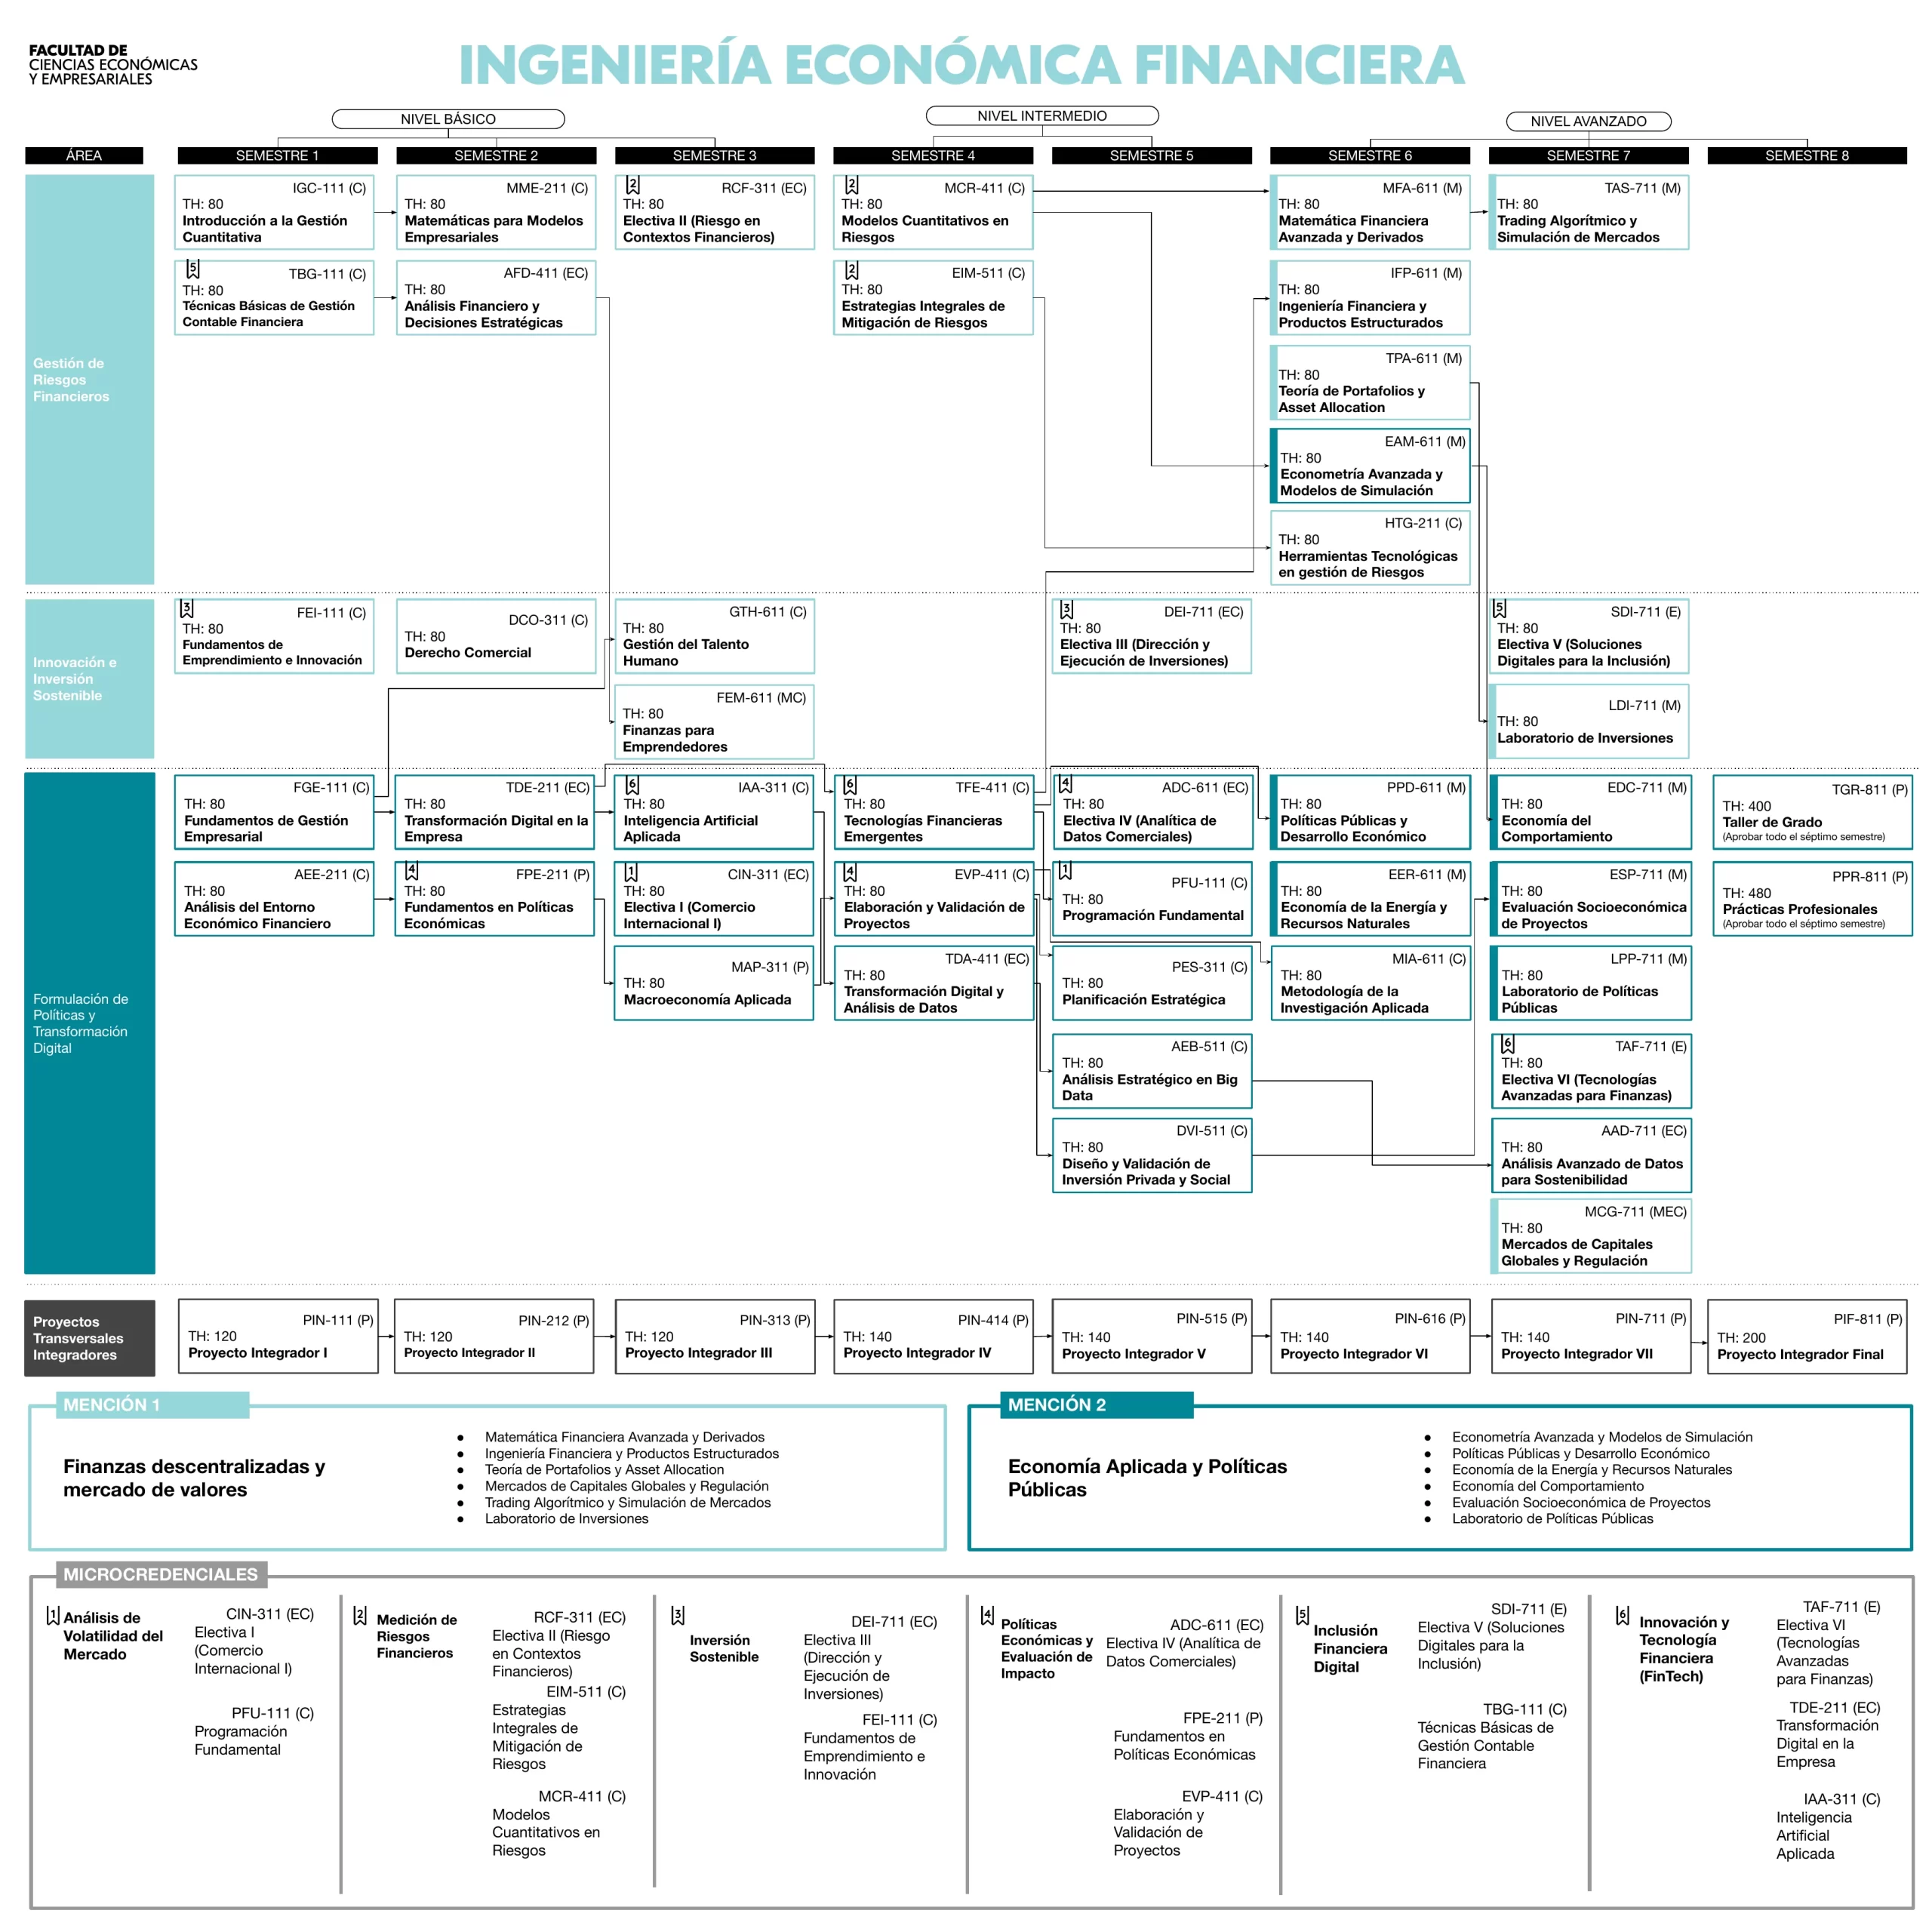 FACULTAD DE
CIENCIAS ECONÓMICAS
Y EMPRESARIALES
INGENIERÍA ECONÓMICA FINANCIERA
NIVEL BÁSICO
NIVEL INTERMEDIO
NIVEL AVANZADO
ÁREA
SEMESTRE 1
SEMESTRE 2
SEMESTRE 3
SEMESTRE 4
SEMESTRE 5
SEMESTRE 6
SEMESTRE 7
SEMESTRE 8
Gestión de
Riesgos
Financieros
IGC-111 (C)
TH: 80
Introducción a la Gestión
Cuantitativa
MME-211 (C)
TH: 80
Matemáticas para Modelos
Empresariales
2
RCF-311 (EC)
TH: 80
Electiva II (Riesgo en
Contextos Financieros)
2
MCR-411 (C)
TH: 80
Modelos Cuantitativos en
Riesgos
MFA-611 (M)
TH: 80
Matemática Financiera
Avanzada y Derivados
TAS-711 (M)
TH: 80
Trading Algorítmico y
Simulación de Mercados
5
TBG-111 (C)
TH: 80
Técnicas Básicas de Gestión
Contable Financiera
AFD-411 (EC)
TH: 80
Análisis Financiero y
Decisiones Estratégicas
2
EIM-511 (C)
TH: 80
Estrategias Integrales de
Mitigación de Riesgos
IFP-611 (M)
TH: 80
Ingeniería Financiera y
Productos Estructurados
TPA-611 (M)
TH: 80
Teoría de Portafolios y
Asset Allocation
EAM-611 (M)
TH: 80
Econometría Avanzada y
Modelos de Simulación
HTG-211 (C)
TH: 80
Herramientas Tecnológicas
en gestión de Riesgos
Innovación e
Inversión
Sostenible
3
FEI-111 (C)
TH: 80
Fundamentos de
Emprendimiento e Innovación
DCO-311 (C)
TH: 80
Derecho Comercial
GTH-611 (C)
TH: 80
Gestión del Talento
Humano
3
DEI-711 (EC)
TH: 80
Electiva III (Dirección y
Ejecución de Inversiones)
5
SDI-711 (E)
TH: 80
Electiva V (Soluciones
Digitales para la Inclusión)
FEM-611 (MC)
TH: 80
Finanzas para
Emprendedores
LDI-711 (M)
TH: 80
Laboratorio de Inversiones
Formulación de
Políticas y
Transformación
Digital
FGE-111 (C)
TH: 80
Fundamentos de Gestión
Empresarial
TDE-211 (EC)
TH: 80
Transformación Digital en la
Empresa
6
IAA-311 (C)
TH: 80
Inteligencia Artificial
Aplicada
6
TFE-411 (C)
TH: 80
Tecnologías Financieras
Emergentes
4
ADC-611 (EC)
TH: 80
Electiva IV (Analítica de
Datos Comerciales)
PPD-611 (M)
TH: 80
Políticas Públicas y
Desarrollo Económico
EDC-711 (M)
TH: 80
Economía del
Comportamiento
TGR-811 (P)
TH: 400
Taller de Grado
(Aprobar todo el séptimo semestre)
AEE-211 (C)
TH: 80
Análisis del Entorno
Económico Financiero
4
FPE-211 (P)
TH: 80
Fundamentos en Políticas
Económicas
1
CIN-311 (EC)
TH: 80
Electiva I (Comercio
Internacional I)
4
EVP-411 (C)
TH: 80
Elaboración y Validación de
Proyectos
1
PFU-111 (C)
TH: 80
Programación Fundamental
EER-611 (M)
TH: 80
Economía de la Energía y
Recursos Naturales
ESP-711 (M)
TH: 80
Evaluación Socioeconómica
de Proyectos
PPR-811 (P)
TH: 480
Prácticas Profesionales
(Aprobar todo el séptimo semestre)
MAP-311 (P)
TH: 80
Macroeconomía Aplicada
TDA-411 (EC)
TH: 80
Transformación Digital y
Análisis de Datos
PES-311 (C)
TH: 80
Planificación Estratégica
MIA-611 (C)
TH: 80
Metodología de la
Investigación Aplicada
LPP-711 (M)
TH: 80
Laboratorio de Políticas
Públicas
AEB-511 (C)
TH: 80
Análisis Estratégico en Big
Data
6
TAF-711 (E)
TH: 80
Electiva VI (Tecnologías
Avanzadas para Finanzas)
DVI-511 (C)
TH: 80
Diseño y Validación de
Inversión Privada y Social
AAD-711 (EC)
TH: 80
Análisis Avanzado de Datos
para Sostenibilidad
MCG-711 (MEC)
TH: 80
Mercados de Capitales
Globales y Regulación
Proyectos
Transversales
Integradores
PIN-111 (P)
TH: 120
Proyecto Integrador I
PIN-212 (P)
TH: 120
Proyecto Integrador II
PIN-313 (P)
TH: 120
Proyecto Integrador III
PIN-414 (P)
TH: 140
Proyecto Integrador IV
PIN-515 (P)
TH: 140
Proyecto Integrador V
PIN-616 (P)
TH: 140
Proyecto Integrador VI
PIN-711 (P)
TH: 140
Proyecto Integrador VII
PIF-811 (P)
TH: 200
Proyecto Integrador Final
MENCIÓN 1
Finanzas descentralizadas y
mercado de valores
● Matemática Financiera Avanzada y Derivados
● Ingeniería Financiera y Productos Estructurados
● Teoría de Portafolios y Asset Allocation
● Mercados de Capitales Globales y Regulación
● Trading Algorítmico y Simulación de Mercados
● Laboratorio de Inversiones
MENCIÓN 2
Economía Aplicada y Políticas
Públicas
● Econometría Avanzada y Modelos de Simulación
● Políticas Públicas y Desarrollo Económico
● Economía de la Energía y Recursos Naturales
● Economía del Comportamiento
● Evaluación Socioeconómica de Proyectos
● Laboratorio de Políticas Públicas
MICROCREDENCIALES
1
Análisis de
Volatilidad del
Mercado
CIN-311 (EC)
Electiva I
(Comercio
Internacional I)
PFU-111 (C)
Programación
Fundamental
2
Medición de
Riesgos
Financieros
RCF-311 (EC)
Electiva II (Riesgo
en Contextos
Financieros)
EIM-511 (C)
Estrategias
Integrales de
Mitigación de
Riesgos
MCR-411 (C)
Modelos
Cuantitativos en
Riesgos
3
Inversión
Sostenible
DEI-711 (EC)
Electiva III
(Dirección y
Ejecución de
Inversiones)
FEI-111 (C)
Fundamentos de
Emprendimiento e
Innovación
4
Políticas
Económicas y
Evaluación de
Impacto
ADC-611 (EC)
Electiva IV (Analítica de
Datos Comerciales)
FPE-211 (P)
Fundamentos en
Políticas Económicas
EVP-411 (C)
Elaboración y
Validación de
Proyectos
5
Inclusión
Financiera
Digital
SDI-711 (E)
Electiva V (Soluciones
Digitales para la
Inclusión)
TBG-111 (C)
Técnicas Básicas de
Gestión Contable
Financiera
6
Innovación y
Tecnología
Financiera
(FinTech)
TAF-711 (E)
Electiva VI
(Tecnologías
Avanzadas
para Finanzas)
TDE-211 (EC)
Transformación
Digital en la
Empresa
IAA-311 (C)
Inteligencia
Artificial
Aplicada